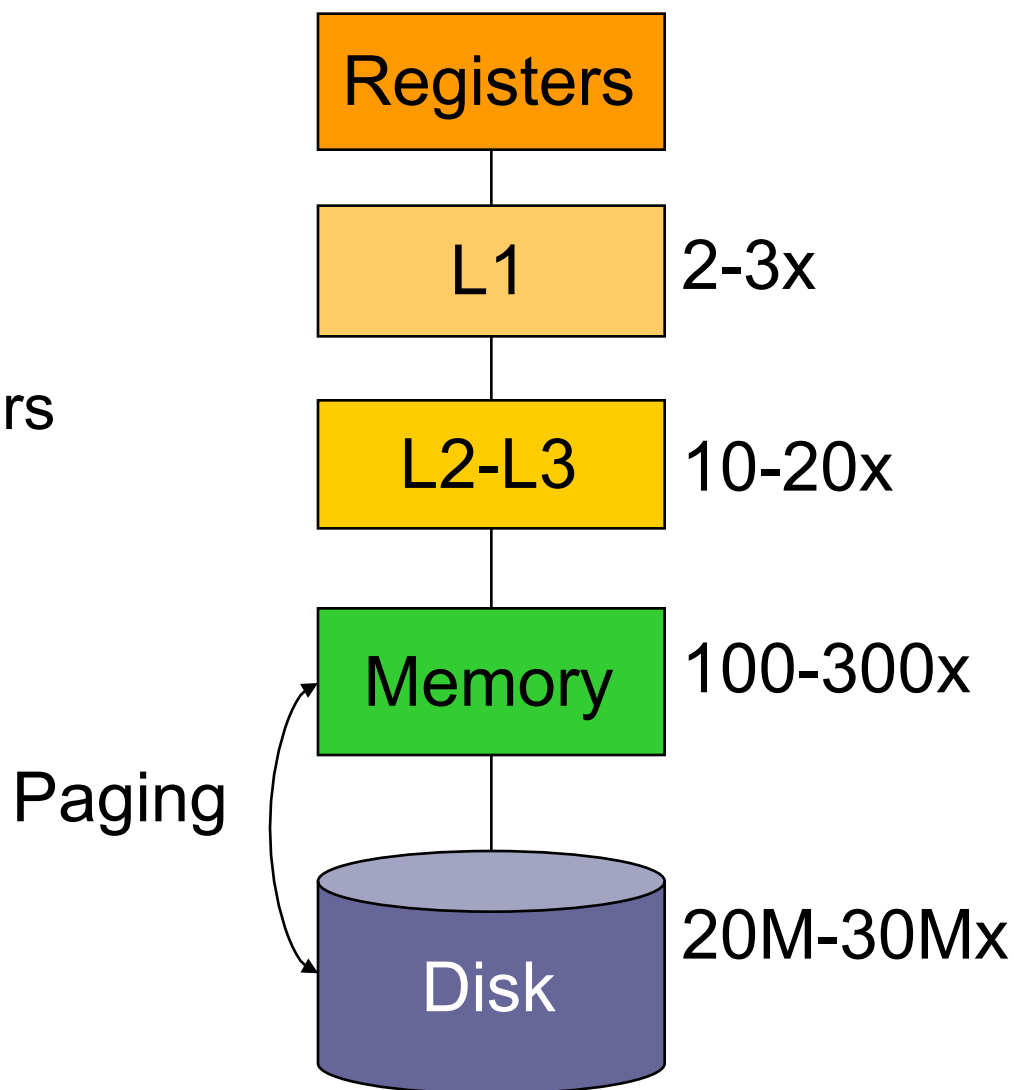 Registers
L1
2-3x
rs
L2-L3
10-20x
Memory
100-300x
Paging
Disk
20M-30Mx